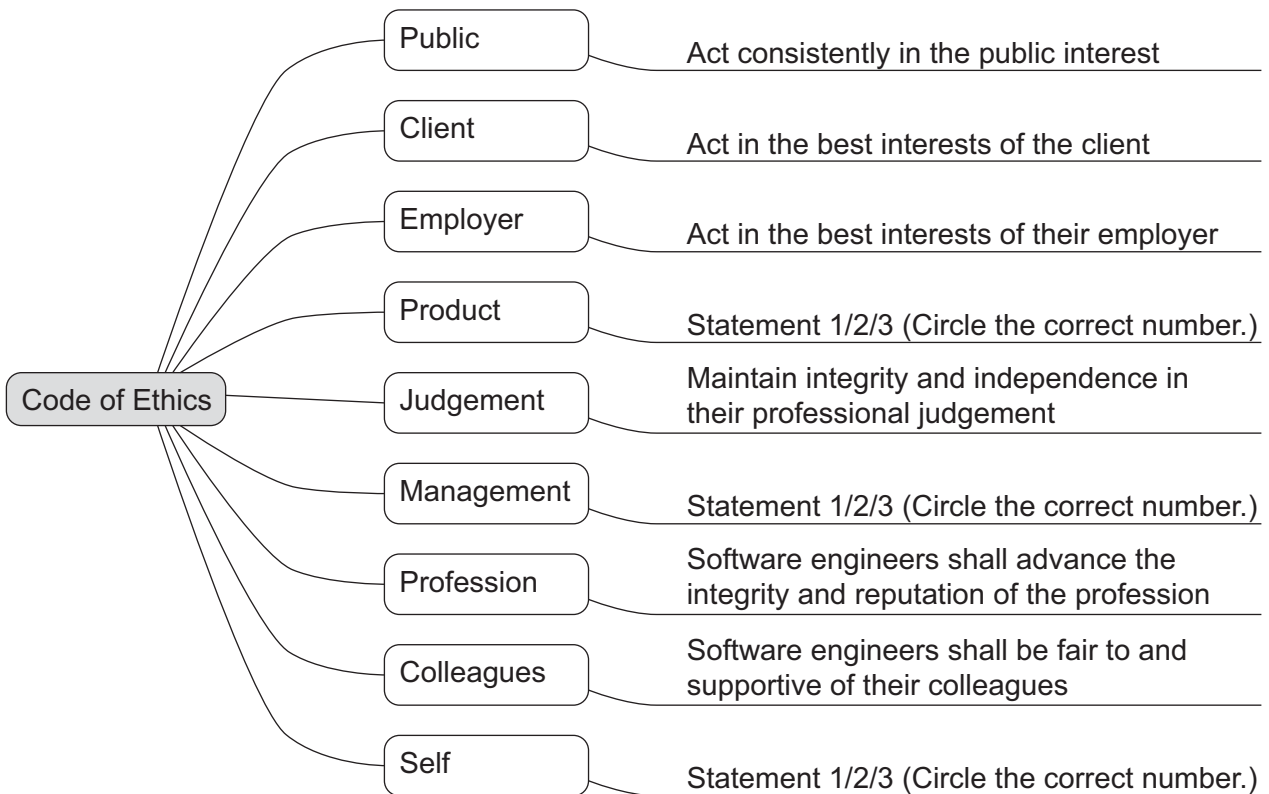 Public
Act consistently in the public interest
Client
Act in the best interests of the client
Employer
Act in the best interests of their employer
Product
Statement 1/2/3 (Circle the correct number.)
Code of Ethics
Judgement
Maintain integrity and independence in
their professional judgement
Management
Statement 1/2/3 (Circle the correct number.)
Profession
Software engineers shall advance the
integrity and reputation of the profession
Colleagues
Software engineers shall be fair to and
supportive of their colleagues
Self
Statement 1/2/3 (Circle the correct number.)